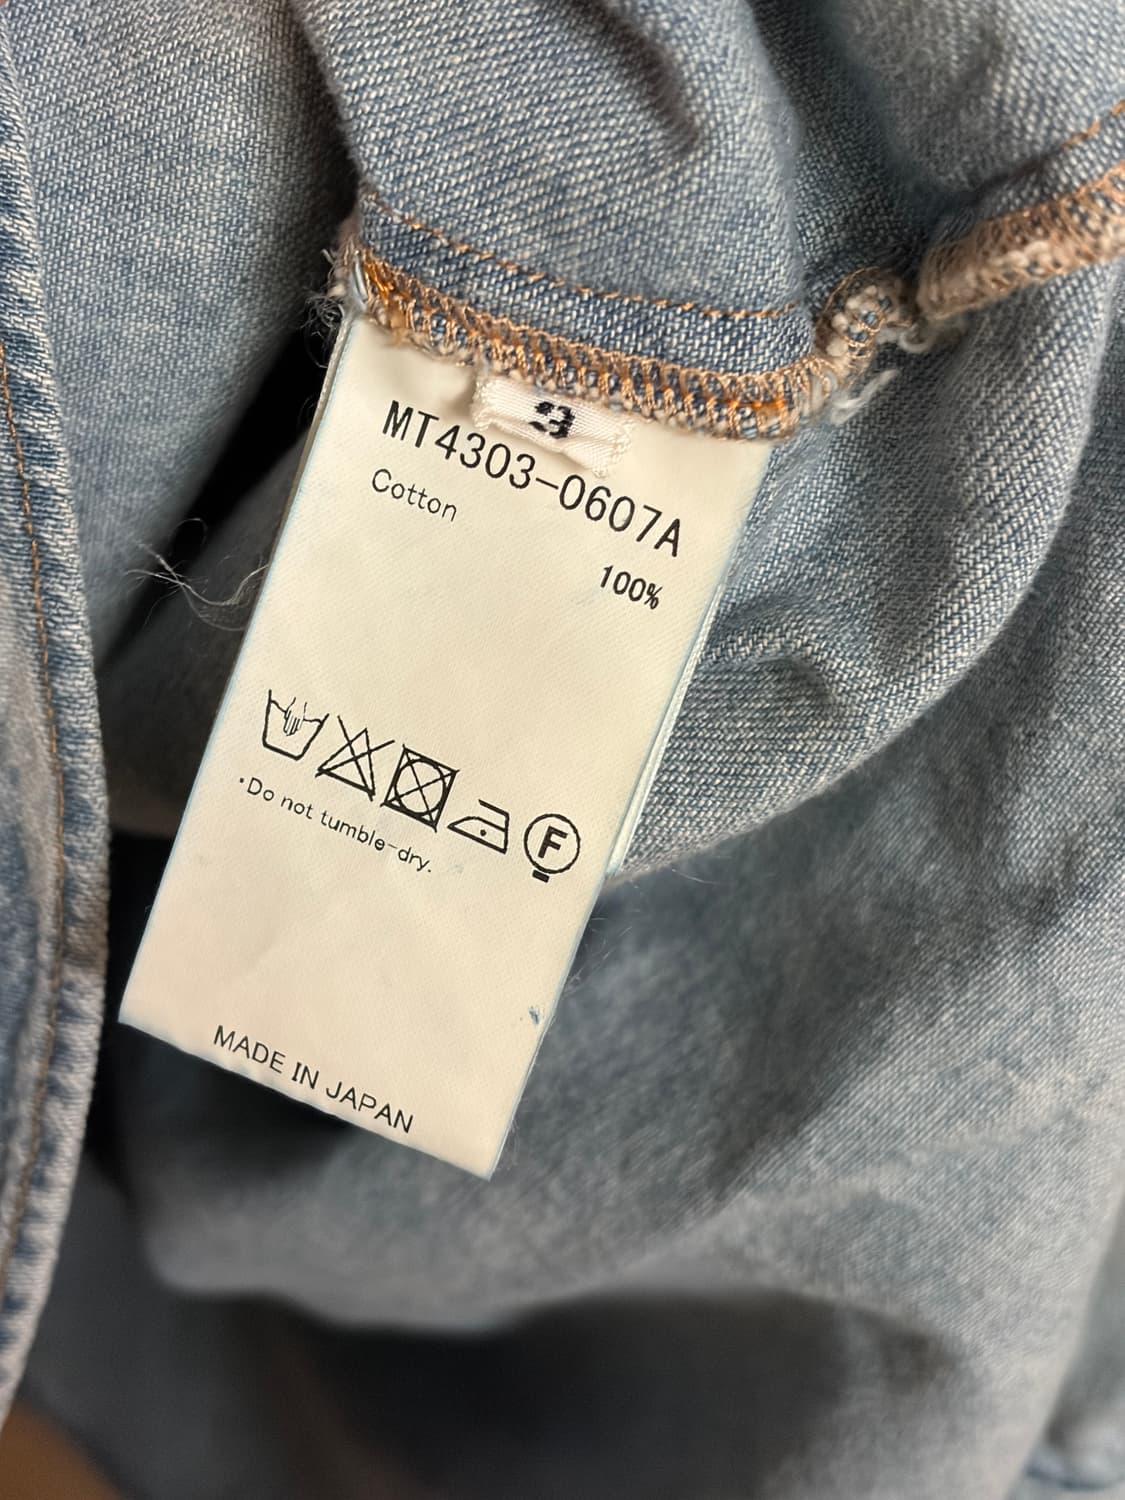 3
MT4303-0607A
Cotton
100%
F
·Do not tumble-dry.
MADE IN JAPAN